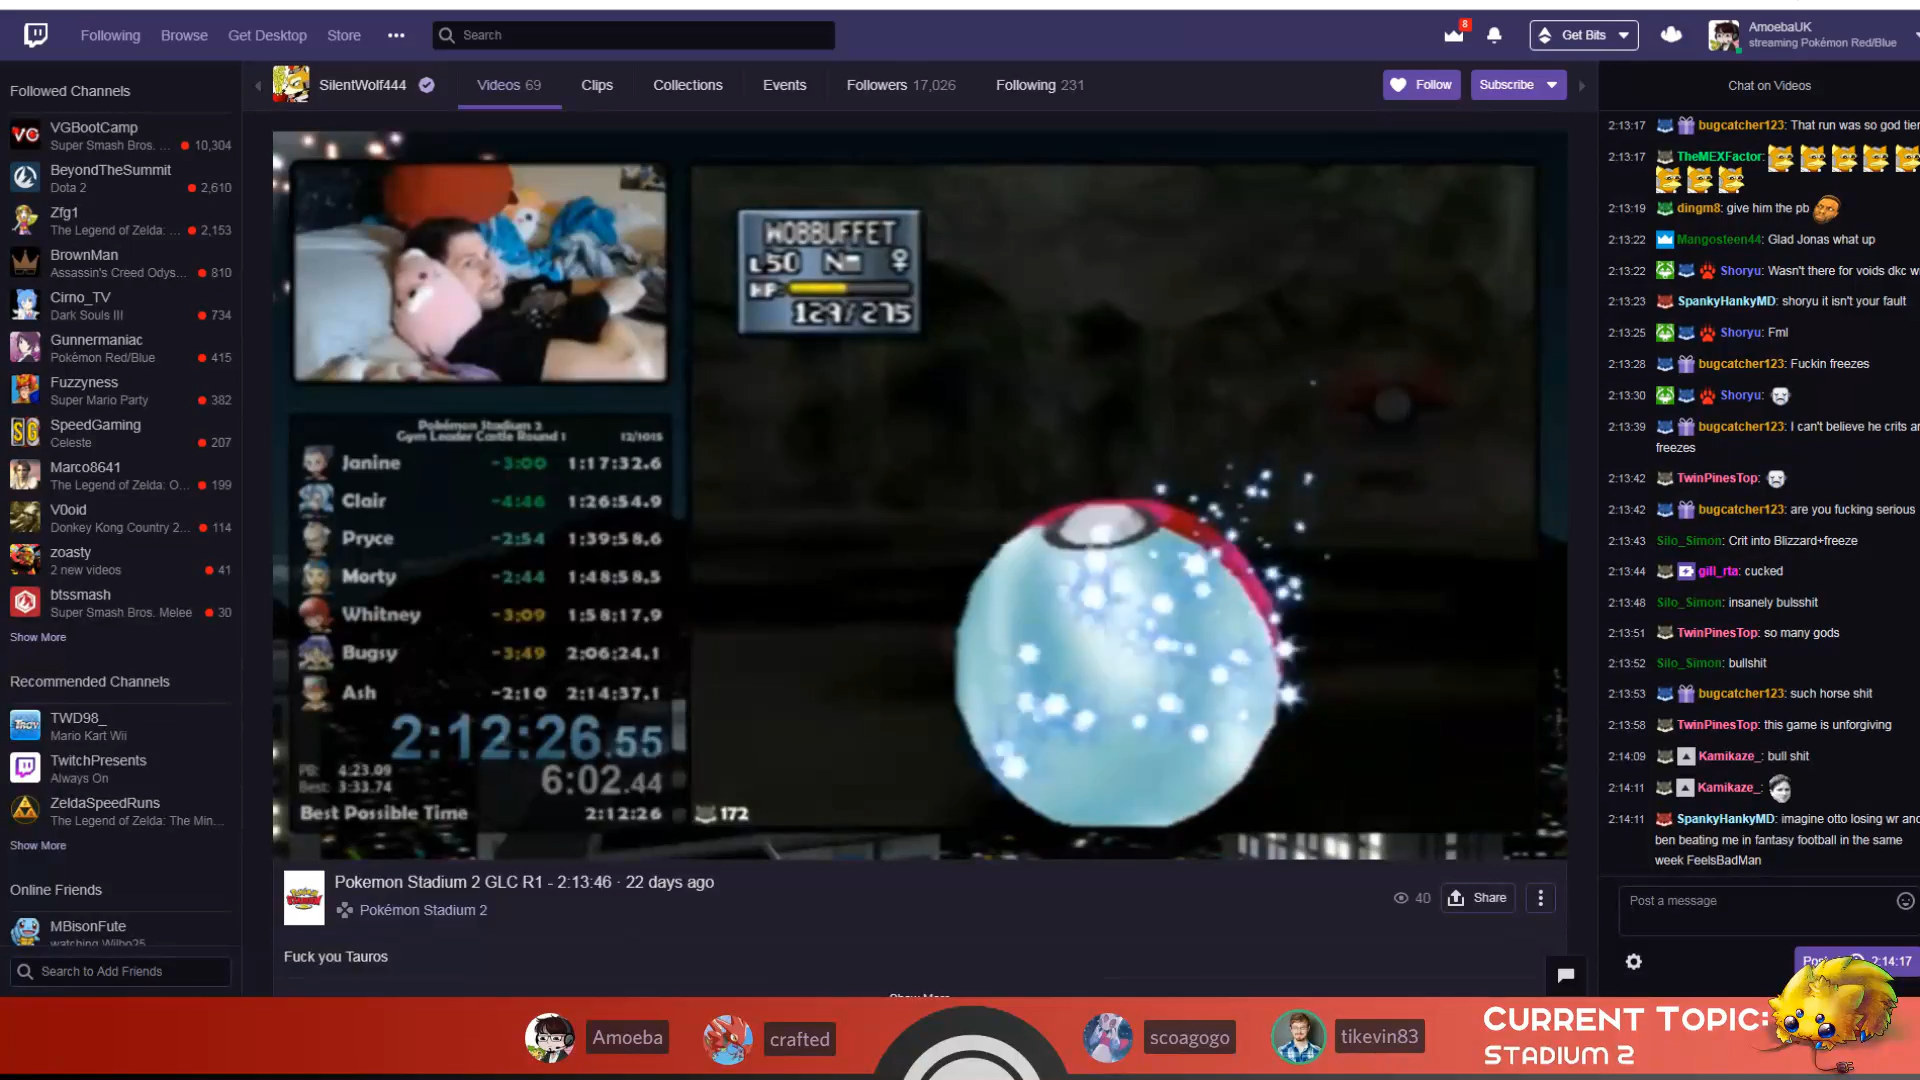 Following Browse Get Desktop Store Search 8 Get Bits AmoebaUK
streaming Pokémon Red/Blue
Followed Channels
VGBootCamp
Super Smash Bros. ... 10,304
BeyondTheSummit
Dota 2 2,610
Zfg1
The Legend of Zelda: ... 2,153
BrownMan
Assassin's Creed Odys... 810
Cirno_TV
Dark Souls III 734
Gunnermaniac
Pokémon Red/Blue 415
Fuzzyness
Super Mario Party 382
SpeedGaming
Celeste 207
Marco8641
The Legend of Zelda: O... 199
V0oid
Donkey Kong Country 2... 114
zoasty
2 new videos 41
btssmash
Super Smash Bros. Melee 30
Show More
Recommended Channels
TWD98_
Mario Kart Wii
TwitchPresents
Always On
ZeldaSpeedRuns
The Legend of Zelda: The Min...
Show More
Online Friends
MBisonFute
watching Wilbo25
Search to Add Friends
SilentWolf444 Videos 69 Clips Collections Events Followers 17,026 Following 231 Follow Subscribe
WOBBUFFET
L50 N ♀
HP:
129/275
Pokémon Stadium 2
Gym Leader Castle Round 1 12/1015
Janine -3:00 1:17:32.6
Clair -4:46 1:26:54.9
Pryce -2:54 1:39:58.6
Morty -2:44 1:48:58.5
Whitney -3:09 1:58:17.9
Bugsy -3:49 2:06:24.1
Ash -2:10 2:14:37.1
2:12:26.55
PB: 4:23.09
Best: 3:33.74
6:02.44
Best Possible Time 2:12:26
172
Pokemon Stadium 2 GLC R1 - 2:13:46 · 22 days ago
Pokémon Stadium 2
40 Share
Fuck you Tauros
Show More
Chat on Videos
2:13:17 bugcatcher123: That run was so god tier
2:13:17 TheMEXFactor:
2:13:19 dingm8: give him the pb
2:13:22 Mangosteen44: Glad Jonas what up
2:13:22 Shoryu: Wasn't there for voids dkc
2:13:23 SpankyHankyMD: shoryu it isn't your fault
2:13:25 Shoryu: Fml
2:13:28 bugcatcher123: Fuckin freezes
2:13:30 Shoryu:
2:13:39 bugcatcher123: I can't believe he crits
freezes
2:13:42 TwinPinesTop:
2:13:42 bugcatcher123: are you fucking serious
2:13:43 Silo_Simon: Crit into Blizzard+freeze
2:13:44 gill_rta: cucked
2:13:48 Silo_Simon: insanely bulsshit
2:13:51 TwinPinesTop: so many gods
2:13:52 Silo_Simon: bullshit
2:13:53 bugcatcher123: such horse shit
2:13:58 TwinPinesTop: this game is unforgiving
2:14:09 Kamikaze_: bull shit
2:14:11 Kamikaze_:
2:14:11 SpankyHankyMD: imagine otto losing wr and
ben beating me in fantasy football in the same
week FeelsBadMan
Post a message
2:14:17
Amoeba crafted scoagogo tikevin83
CURRENT TOPIC:
STADIUM 2